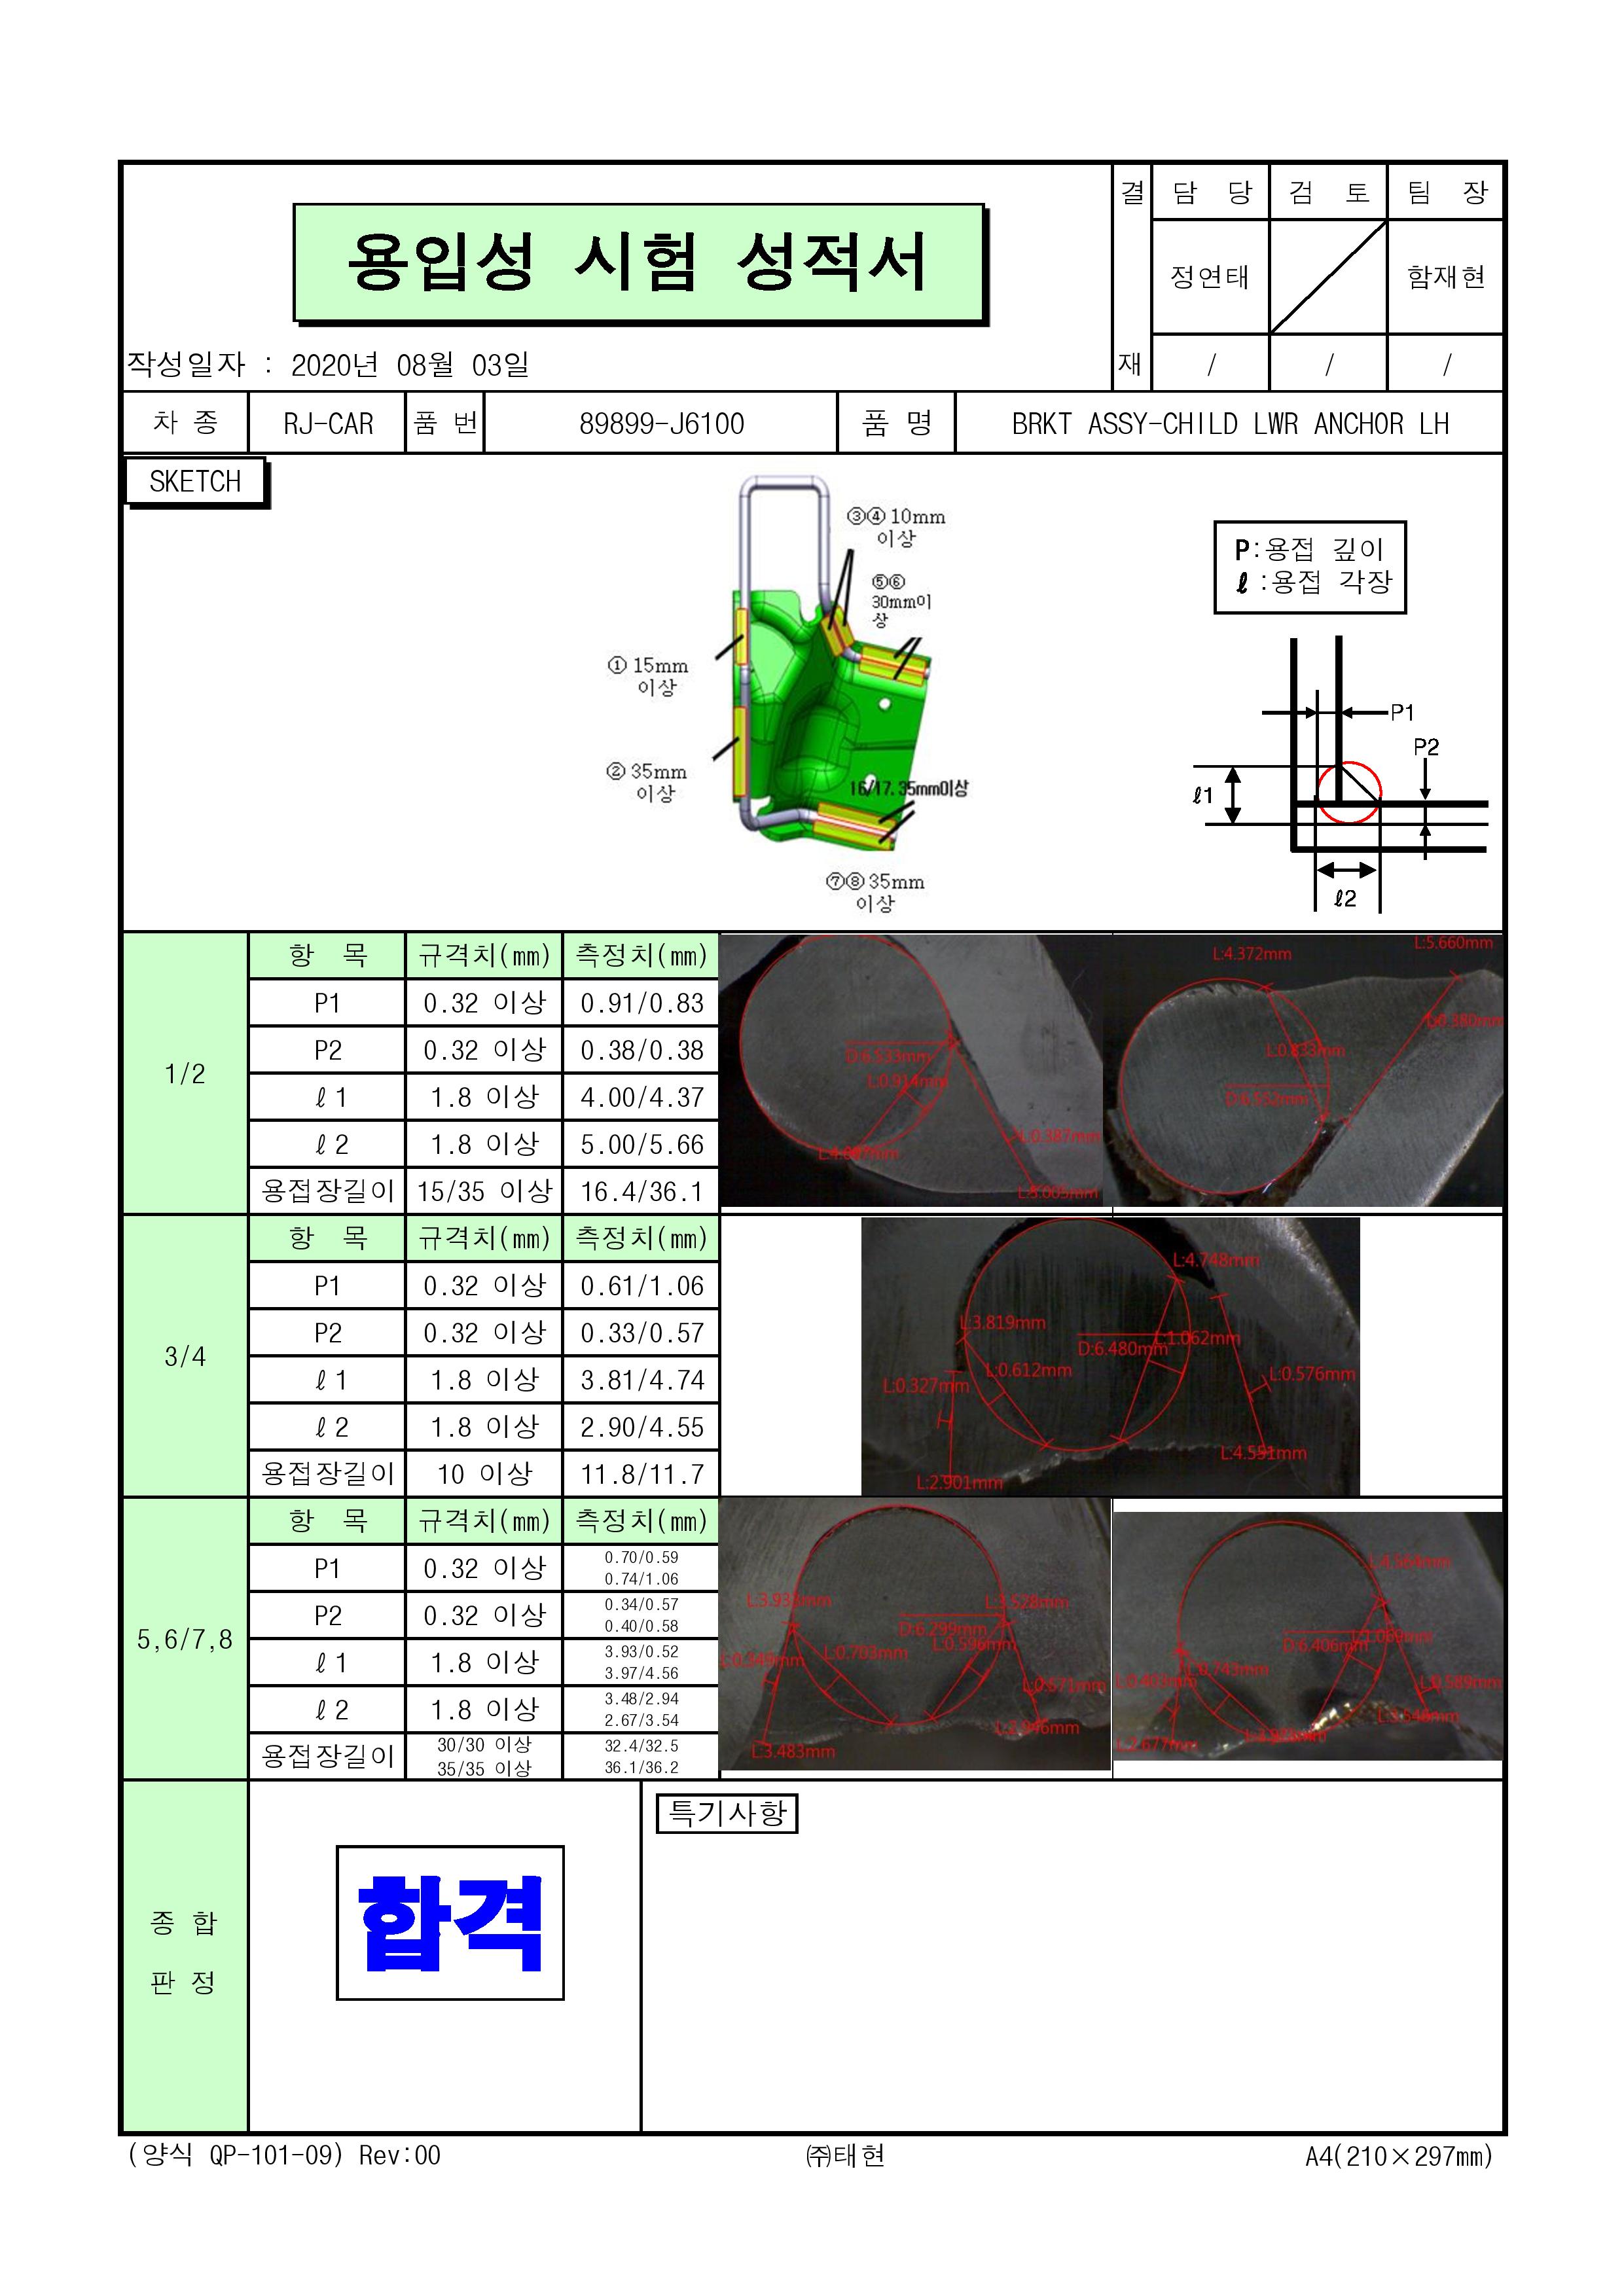 결 재
담 당
검 토
팀 장
용입성 시험 성적서
정연태
함재현
작성일자 : 2020년 08월 03일
/
/
/
차 종
RJ-CAR
품 번
89899-J6100
품 명
BRKT ASSY-CHILD LWR ANCHOR LH
SKETCH
③④ 10mm
이상
⑤⑥
30mm이
상
① 15mm
이상
② 35mm
이상
16/17. 35mm이상
⑦⑧ 35mm
이상
P:용접 깊이
ℓ :용접 각장
P1
P2
ℓ1
ℓ2
1/2
항 목 규격치(mm) 측정치(mm)
P1 0.32 이상 0.91/0.83
P2 0.32 이상 0.38/0.38
ℓ1 1.8 이상 4.00/4.37
ℓ2 1.8 이상 5.00/5.66
용접장길이 15/35 이상 16.4/36.1
D:6.533mm
L:0.914mm
L:0.387mm
L:5.005mm
L:4.372mm
L:5.660mm
L:0.380mm
L:0.833mm
D:6.552mm
3/4
항 목 규격치(mm) 측정치(mm)
P1 0.32 이상 0.61/1.06
P2 0.32 이상 0.33/0.57
ℓ1 1.8 이상 3.81/4.74
ℓ2 1.8 이상 2.90/4.55
용접장길이 10 이상 11.8/11.7
L:4.748mm
L:3.819mm
L:1.062mm
D:6.480mm
L:0.612mm
L:0.327mm
L:0.576mm
L:4.591mm
L:2.901mm
5,6/7,8
항 목 규격치(mm) 측정치(mm)
P1 0.32 이상 0.70/0.59
0.74/1.06
P2 0.32 이상 0.34/0.57
0.40/0.58
ℓ1 1.8 이상 3.93/0.52
3.97/4.56
ℓ2 1.8 이상 3.48/2.94
2.67/3.54
용접장길이 30/30 이상 32.4/32.5
35/35 이상 36.1/36.2
L:3.528mm
D:6.299mm
L:0.596mm
L:0.703mm
L:0.571mm
L:2.946mm
L:3.483mm
L:4.564mm
D:6.406mm
L:0.743mm
L:0.403mm
L:0.589mm
L:3.546mm
L:2.677mm
종 합
판 정
합격
특기사항
(양식 QP-101-09) Rev:00
㈜태현
A4(210×297mm)